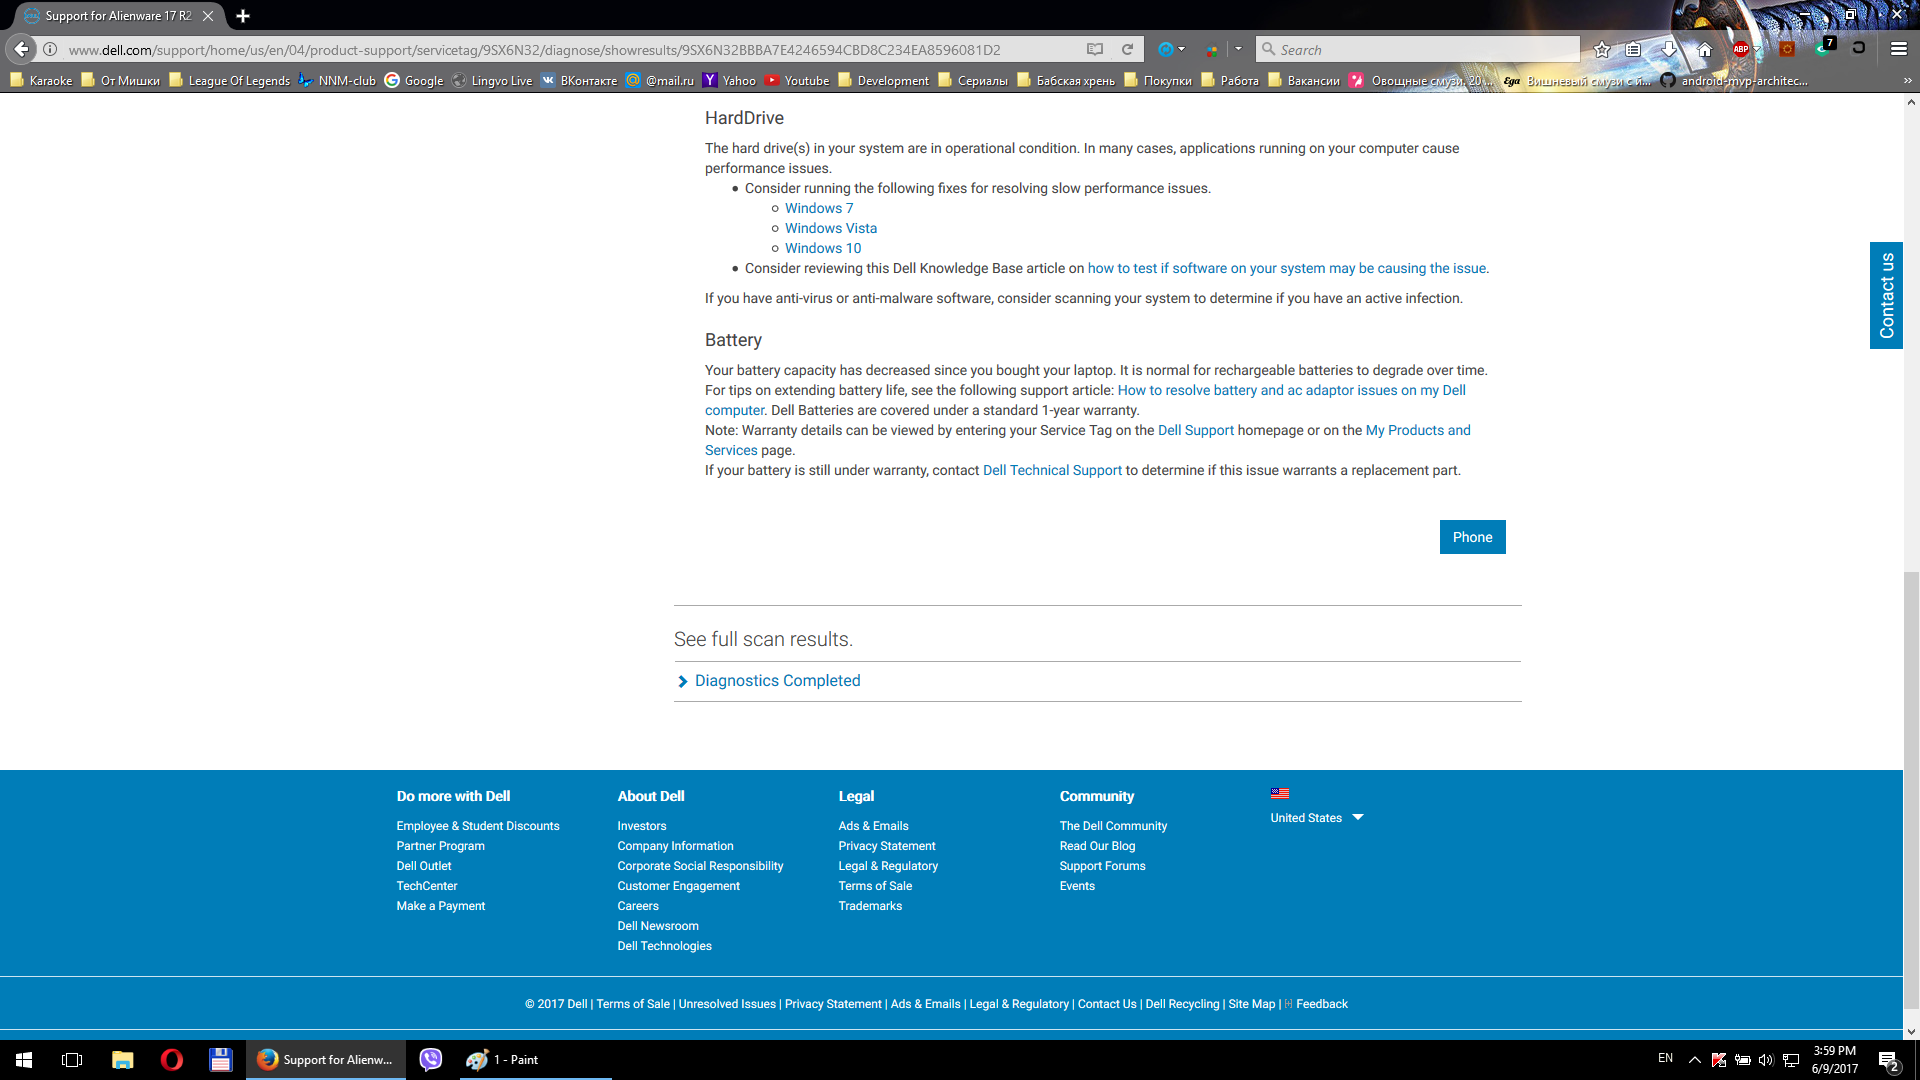 Support for Alienware 17 R2
www.dell.com/support/home/us/en/04/product-support/servicetag/9SX6N32/diagnose/showresults/9SX6N32BBBA7E4246594CBD8C234EA8596081D2
Search
ABP
7
Karaoke
От Мишки
League Of Legends
NNM-club
Google
Lingvo Live
ВКонтакте
@mail.ru
Yahoo
Youtube
Development
Сериалы
Бабская хрень
Покупки
Работа
Вакансии
Овощные смузи. 20...
Вишневый смузи с и...
android-mvp-architec...
HardDrive
The hard drive(s) in your system are in operational condition. In many cases, applications running on your computer cause
performance issues.
Consider running the following fixes for resolving slow performance issues.
Windows 7
Windows Vista
Windows 10
Consider reviewing this Dell Knowledge Base article on how to test if software on your system may be causing the issue.
If you have anti-virus or anti-malware software, consider scanning your system to determine if you have an active infection.
Contact us
Battery
Your battery capacity has decreased since you bought your laptop. It is normal for rechargeable batteries to degrade over time.
For tips on extending battery life, see the following support article: How to resolve battery and ac adaptor issues on my Dell
computer. Dell Batteries are covered under a standard 1-year warranty.
Note: Warranty details can be viewed by entering your Service Tag on the Dell Support homepage or on the My Products and
Services page.
If your battery is still under warranty, contact Dell Technical Support to determine if this issue warrants a replacement part.
Phone
See full scan results.
Diagnostics Completed
Do more with Dell
Employee & Student Discounts
Partner Program
Dell Outlet
TechCenter
Make a Payment
About Dell
Investors
Company Information
Corporate Social Responsibility
Customer Engagement
Careers
Dell Newsroom
Dell Technologies
Legal
Ads & Emails
Privacy Statement
Legal & Regulatory
Terms of Sale
Trademarks
Community
The Dell Community
Read Our Blog
Support Forums
Events
United States
© 2017 Dell | Terms of Sale | Unresolved Issues | Privacy Statement | Ads & Emails | Legal & Regulatory | Contact Us | Dell Recycling | Site Map | Feedback
Support for Alienw...
1 - Paint
EN
3:59 PM
6/9/2017
2